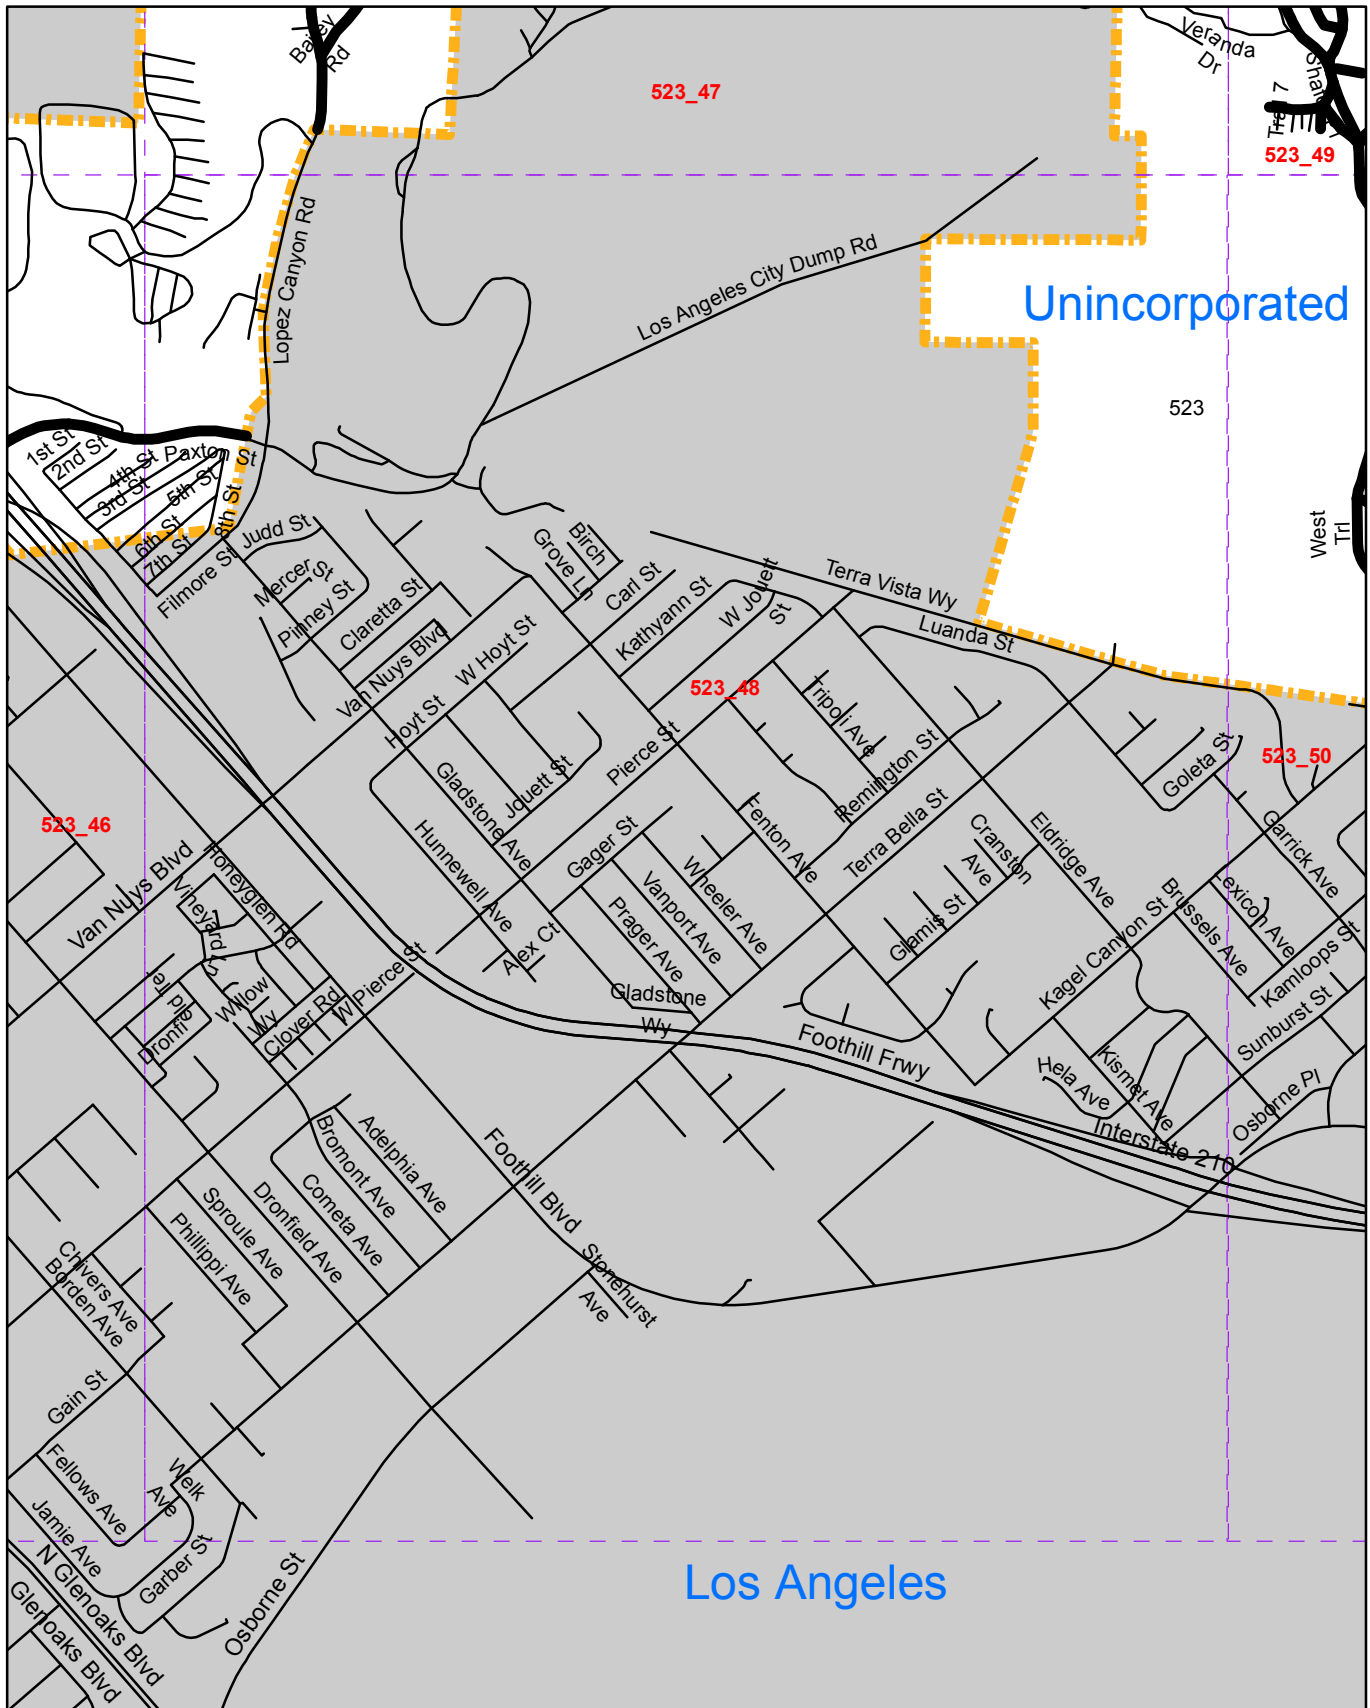 Bailey
Rd
Veranda
Dr
523_47
Trl 7
523_49
Lopez Canyon Rd
Los Angeles City Dump Rd
Unincorporated
523
1st St
2nd St
4th St
3rd St
Paxton St
5th St
6th St
7th St
8th St
Filmore St
Judd St
Mercer
St
Pinney St
Claretta St
Van Nuys Blvd
Hoyt St
W Hoyt St
Birch
Grove Ln
Carl St
Kathyann St
W Jouett
St
Terra Vista Wy
Luanda St
West
Trl
523_48
Tripoli Ave
Remington St
Pierce St
Jouett St
Gladstone Ave
Hunnewell Ave
Gager St
Fenton Ave
Terra Bella St
Goleta St
523_50
Garrick Ave
Eldridge Ave
Cranston
Ave
Glamis St
Wheeler Ave
Vanport Ave
Prager Ave
Alex Ct
Gladstone
Wy
Kagel Canyon St
Brussels Ave
Lexicon Ave
Kamloops St
Sunburst St
Osborne Pl
Kismet Ave
Hela Ave
Foothill Frwy
Interstate 210
523_46
Van Nuys Blvd
Honeyglen Rd
Willow
Wy
Clover Rd
W Pierce St
Adelphia Ave
Bromont Ave
Cometa Ave
Dronfield Ave
Sproule Ave
Phillippi Ave
Foothill Blvd
Stonehurst
Ave
Chivers Ave
Borden Ave
Gain St
Fellows Ave
Jamie Ave
Welk
Ave
Garber St
N Glenoaks Blvd
Glenoaks Blvd
Osborne St
Los Angeles